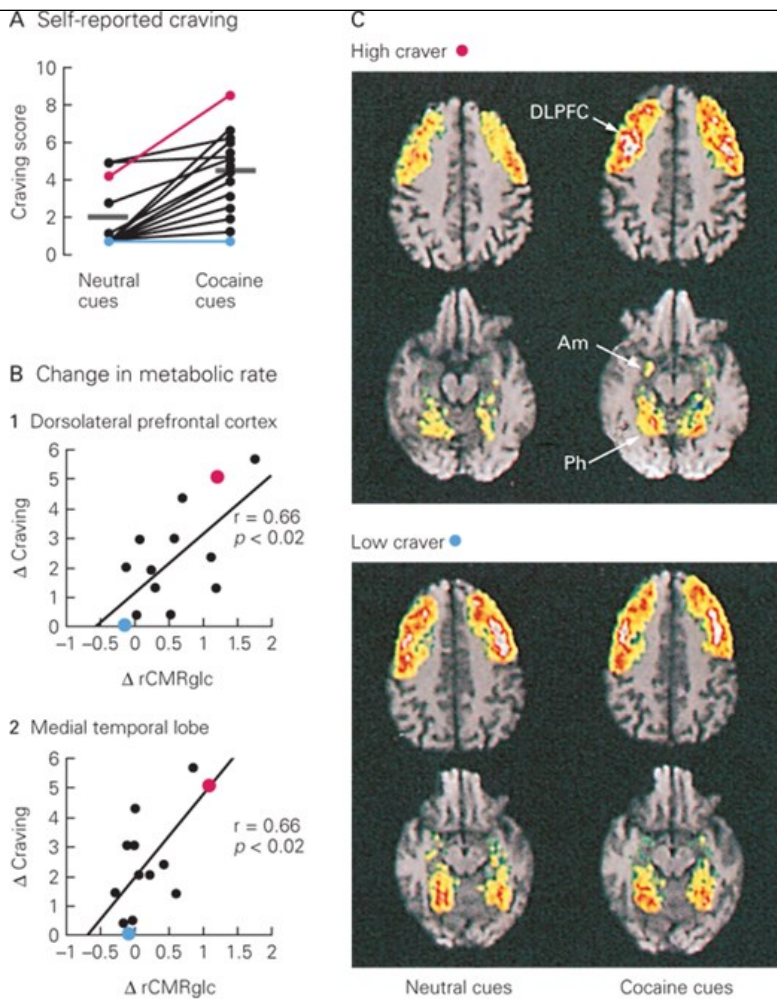 A Self-reported craving
10
8
6
4
2
0
Craving score
Neutral
cues
Cocaine
cues
B Change in metabolic rate
1 Dorsolateral prefrontal cortex
6
5
4
3
2
1
0
Δ Craving
r = 0.66
p < 0.02
−1 −0.5 0 0.5 1 1.5 2
Δ rCMRglc
2 Medial temporal lobe
6
5
4
3
2
1
0
Δ Craving
r = 0.66
p < 0.02
−1 −0.5 0 0.5 1 1.5 2
Δ rCMRglc
C
High craver
DLPFC
Am
Ph
Low craver
Neutral cues Cocaine cues